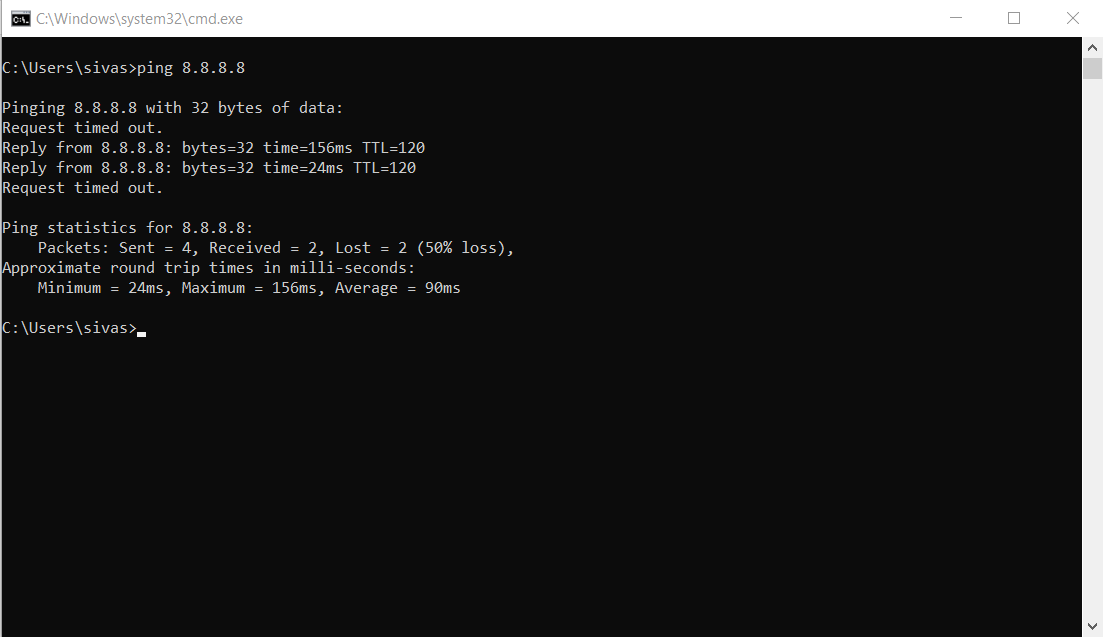 C:\Windows\system32\cmd.exe
C:\Users\sivas>ping 8.8.8.8
Pinging 8.8.8.8 with 32 bytes of data:
Request timed out.
Reply from 8.8.8.8: bytes=32 time=156ms TTL=120
Reply from 8.8.8.8: bytes=32 time=24ms TTL=120
Request timed out.
Ping statistics for 8.8.8.8:
    Packets: Sent = 4, Received = 2, Lost = 2 (50% loss),
Approximate round trip times in milli-seconds:
    Minimum = 24ms, Maximum = 156ms, Average = 90ms
C:\Users\sivas>